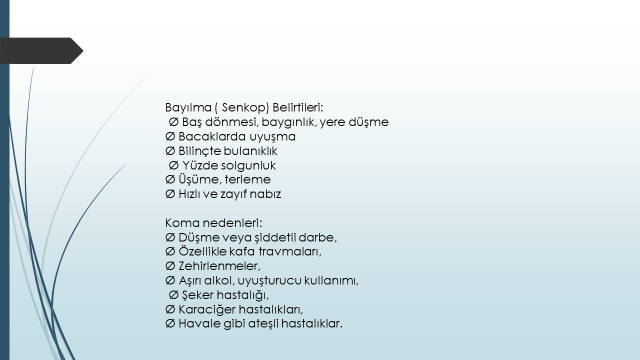 Bayılma ( Senkop) Belirtileri:
Ø Baş dönmesi, baygınlık, yere düşme
Ø Bacaklarda uyuşma
Ø Bilinçte bulanıklık
Ø Yüzde solgunluk
Ø Üşüme, terleme
Ø Hızlı ve zayıf nabız
Koma nedenleri:
Ø Düşme veya şiddetli darbe,
Ø Özellikle kafa travmaları,
Ø Zehirlenmeler,
Ø Aşırı alkol, uyuşturucu kullanımı,
Ø Şeker hastalığı,
Ø Karaciğer hastalıkları,
Ø Havale gibi ateşli hastalıklar.